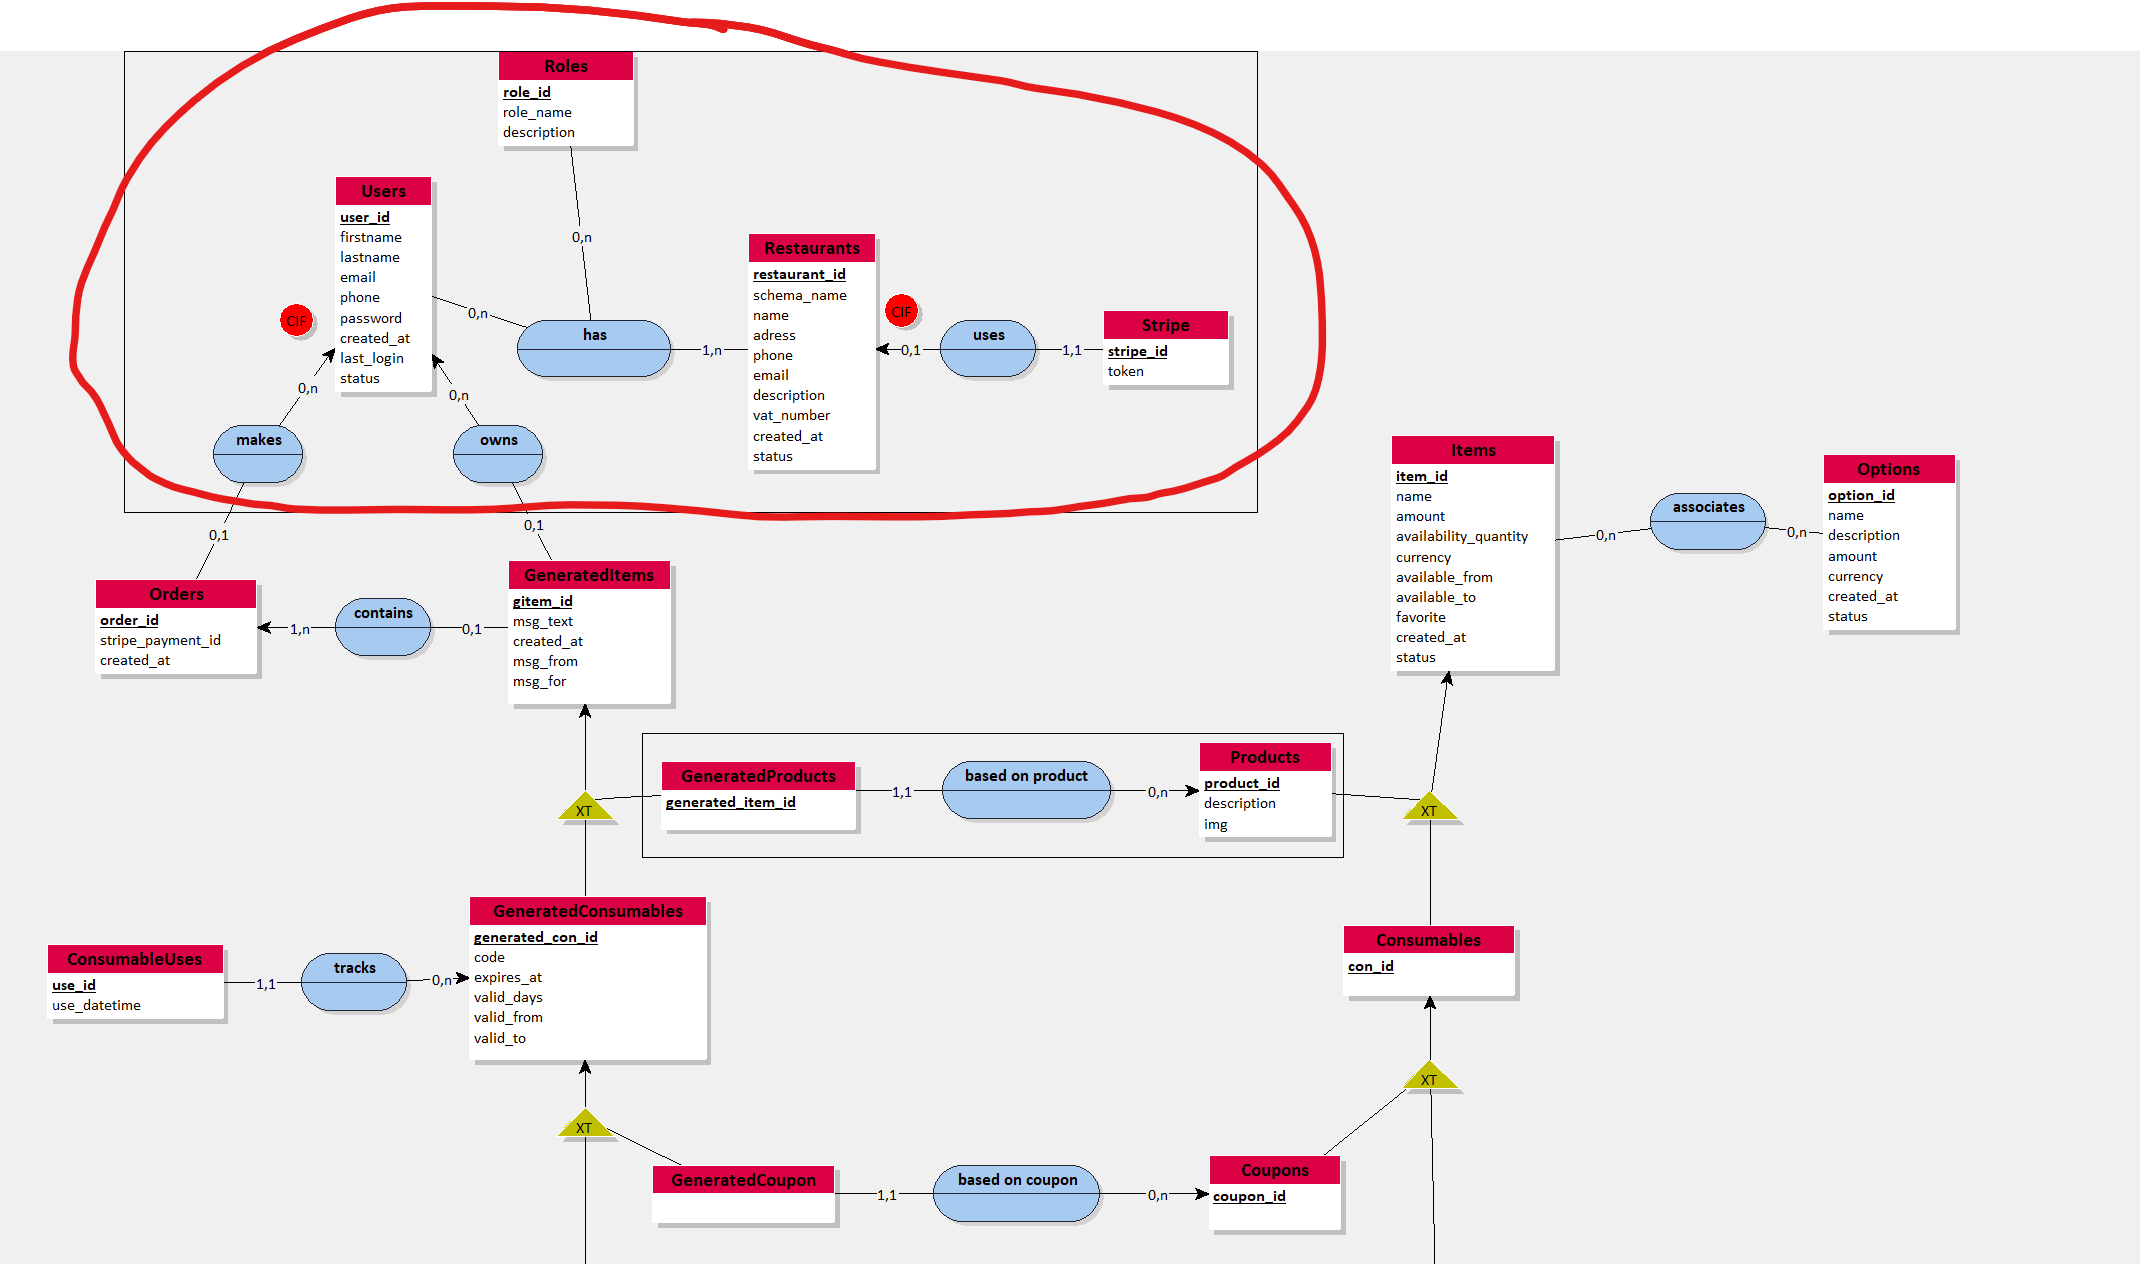 Roles
role_id
role_name
description
0,n
Users
user_id
firstname
lastname
email
phone
password
created_at
last_login
status
CIF
0,n
has
1,n
Restaurants
restaurant_id
schema_name
name
adress
phone
email
description
vat_number
created_at
status
CIF
0,1
uses
1,1
Stripe
stripe_id
token
0,n
makes
0,1
0,n
owns
0,1
Orders
order_id
stripe_payment_id
created_at
1,n
contains
0,1
GeneratedItems
gitem_id
msg_text
created_at
msg_from
msg_for
Items
item_id
name
amount
availability_quantity
currency
available_from
available_to
favorite
created_at
status
0,n
associates
0,n
Options
option_id
name
description
amount
currency
created_at
status
XT
GeneratedProducts
generated_item_id
1,1
based on product
0,n
Products
product_id
description
img
XT
ConsumableUses
use_id
use_datetime
1,1
tracks
0,n
GeneratedConsumables
generated_con_id
code
expires_at
valid_days
valid_from
valid_to
Consumables
con_id
XT
XT
GeneratedCoupon
1,1
based on coupon
0,n
Coupons
coupon_id